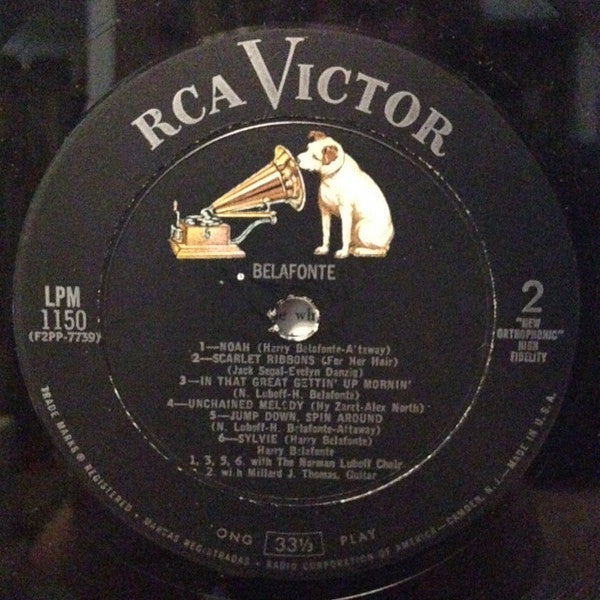 RCA VICTOR
BELAFONTE
LPM
1150
(F2PP-7739)
2
"NEW
ORTHOPHONIC"
HIGH
FIDELITY
1—NOAH (Harry Belafonte-Attaway)
2—SCARLET RIBBONS (For Her Hair)
(Jack Segal-Evelyn Danzig)
3—IN THAT GREAT GETTIN' UP MORNIN'
(N. Luboff-H. Belafonte)
4—UNCHAINED MELODY (Hy Zaret-Alex North)
5—JUMP DOWN, SPIN AROUND
(N. Luboff-H. Belafonte-Attaway)
6—SYLVIE (Harry Belafonte)
Harry Belafonte
1, 3, 5, 6, with The Norman Luboff Choir
2, with Millard J. Thomas, Guitar
ONG 33⅓ PLAY
TRADE MARKS ® REGISTERED • MARCAS REGISTRADAS • RADIO CORPORATION OF AMERICA—CAMDEN, N. J.—MADE IN U.S.A.